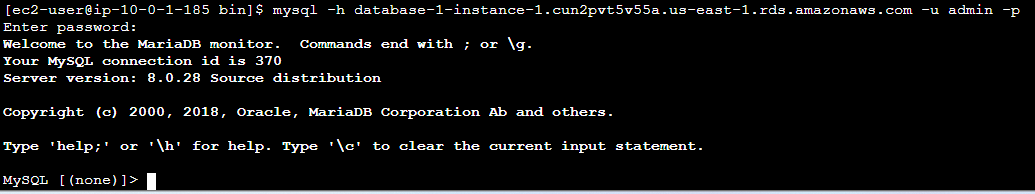 [ec2-user@ip-10-0-1-185 bin]$ mysql -h database-1-instance-1.cun2pvt5v55a.us-east-1.rds.amazonaws.com -u admin -p
Enter password:
Welcome to the MariaDB monitor.  Commands end with ; or \g.
Your MySQL connection id is 370
Server version: 8.0.28 Source distribution
Copyright (c) 2000, 2018, Oracle, MariaDB Corporation Ab and others.
Type 'help;' or '\h' for help. Type '\c' to clear the current input statement.
MySQL [(none)]>